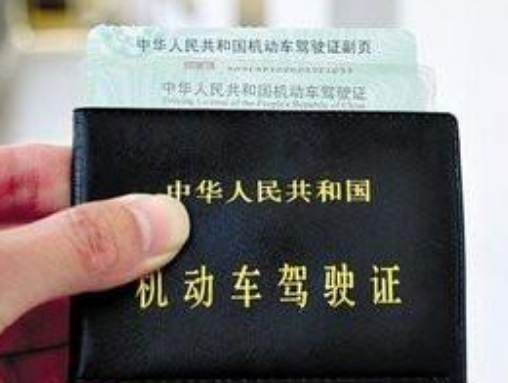 中华人民共和国机动车驾驶证副页
中华人民共和国机动车驾驶证
Driving License of the People's Republic of China
中华人民共和国
机动车驾驶证